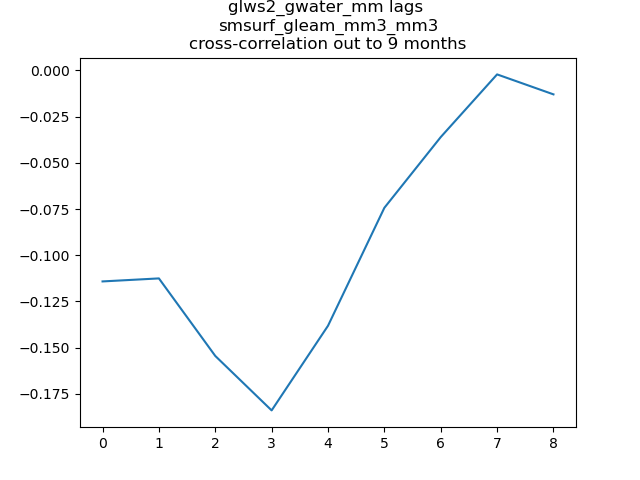 glws2_gwater_mm lags
smsurf_gleam_mm3_mm3
cross-correlation out to 9 months
0.000
−0.025
−0.050
−0.075
−0.100
−0.125
−0.150
−0.175
0 1 2 3 4 5 6 7 8